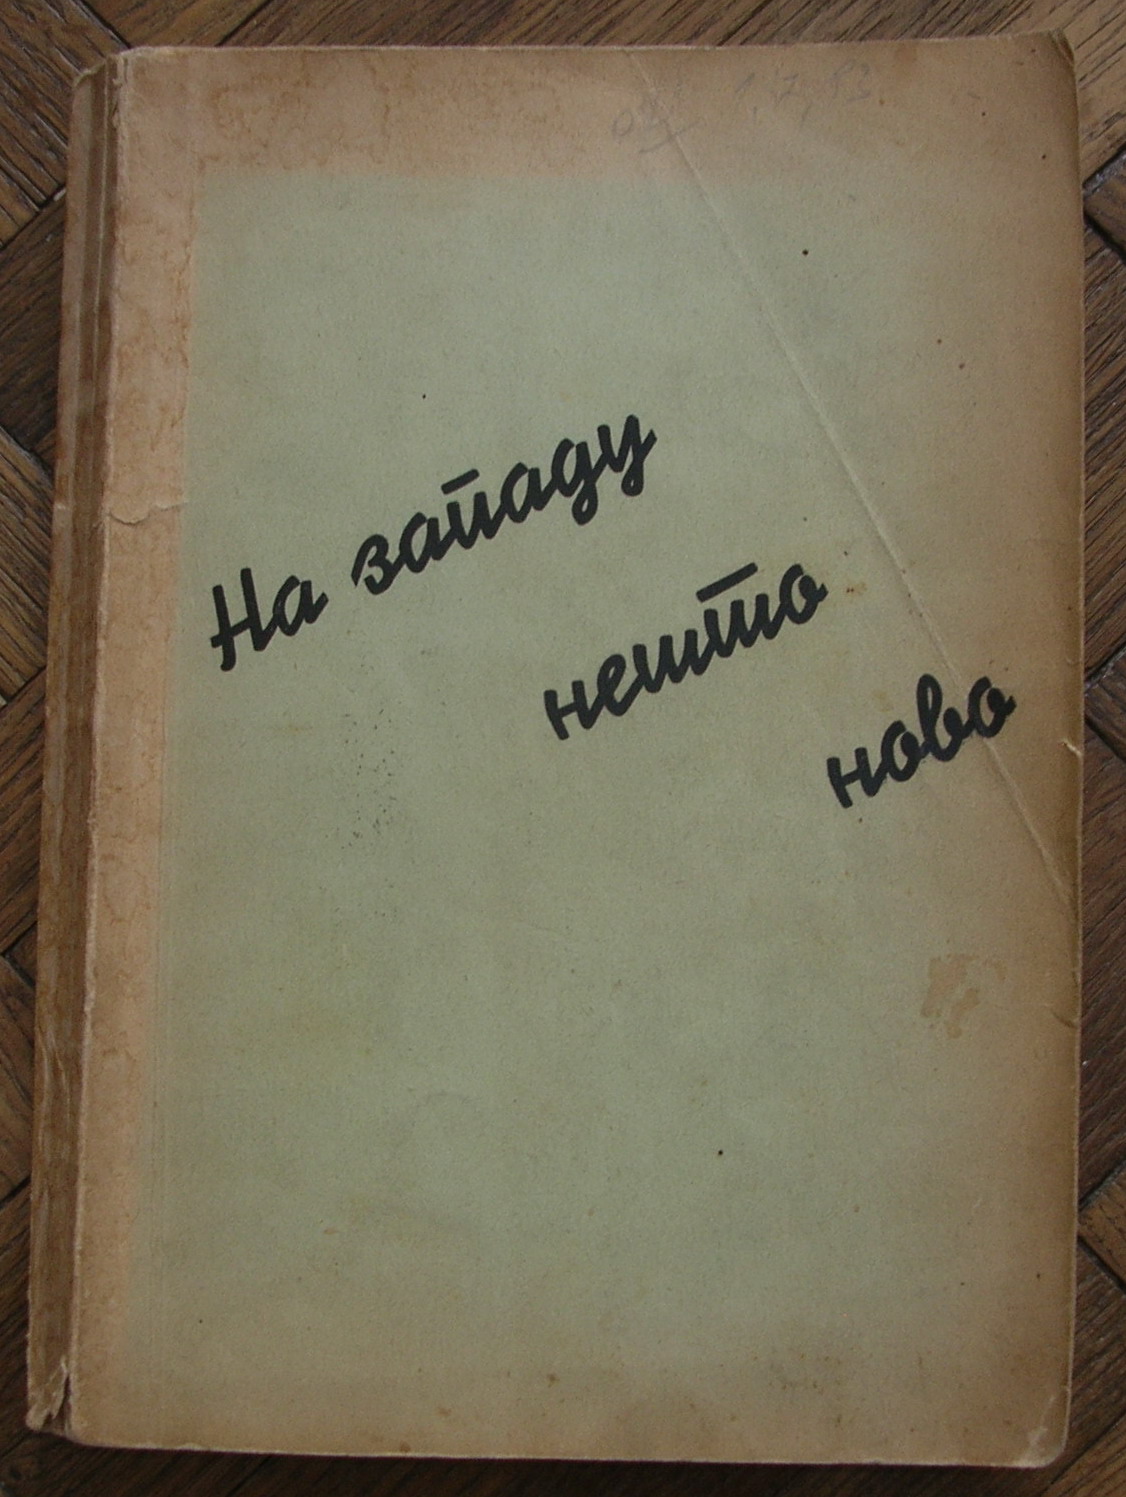 На западу
нешто
ново